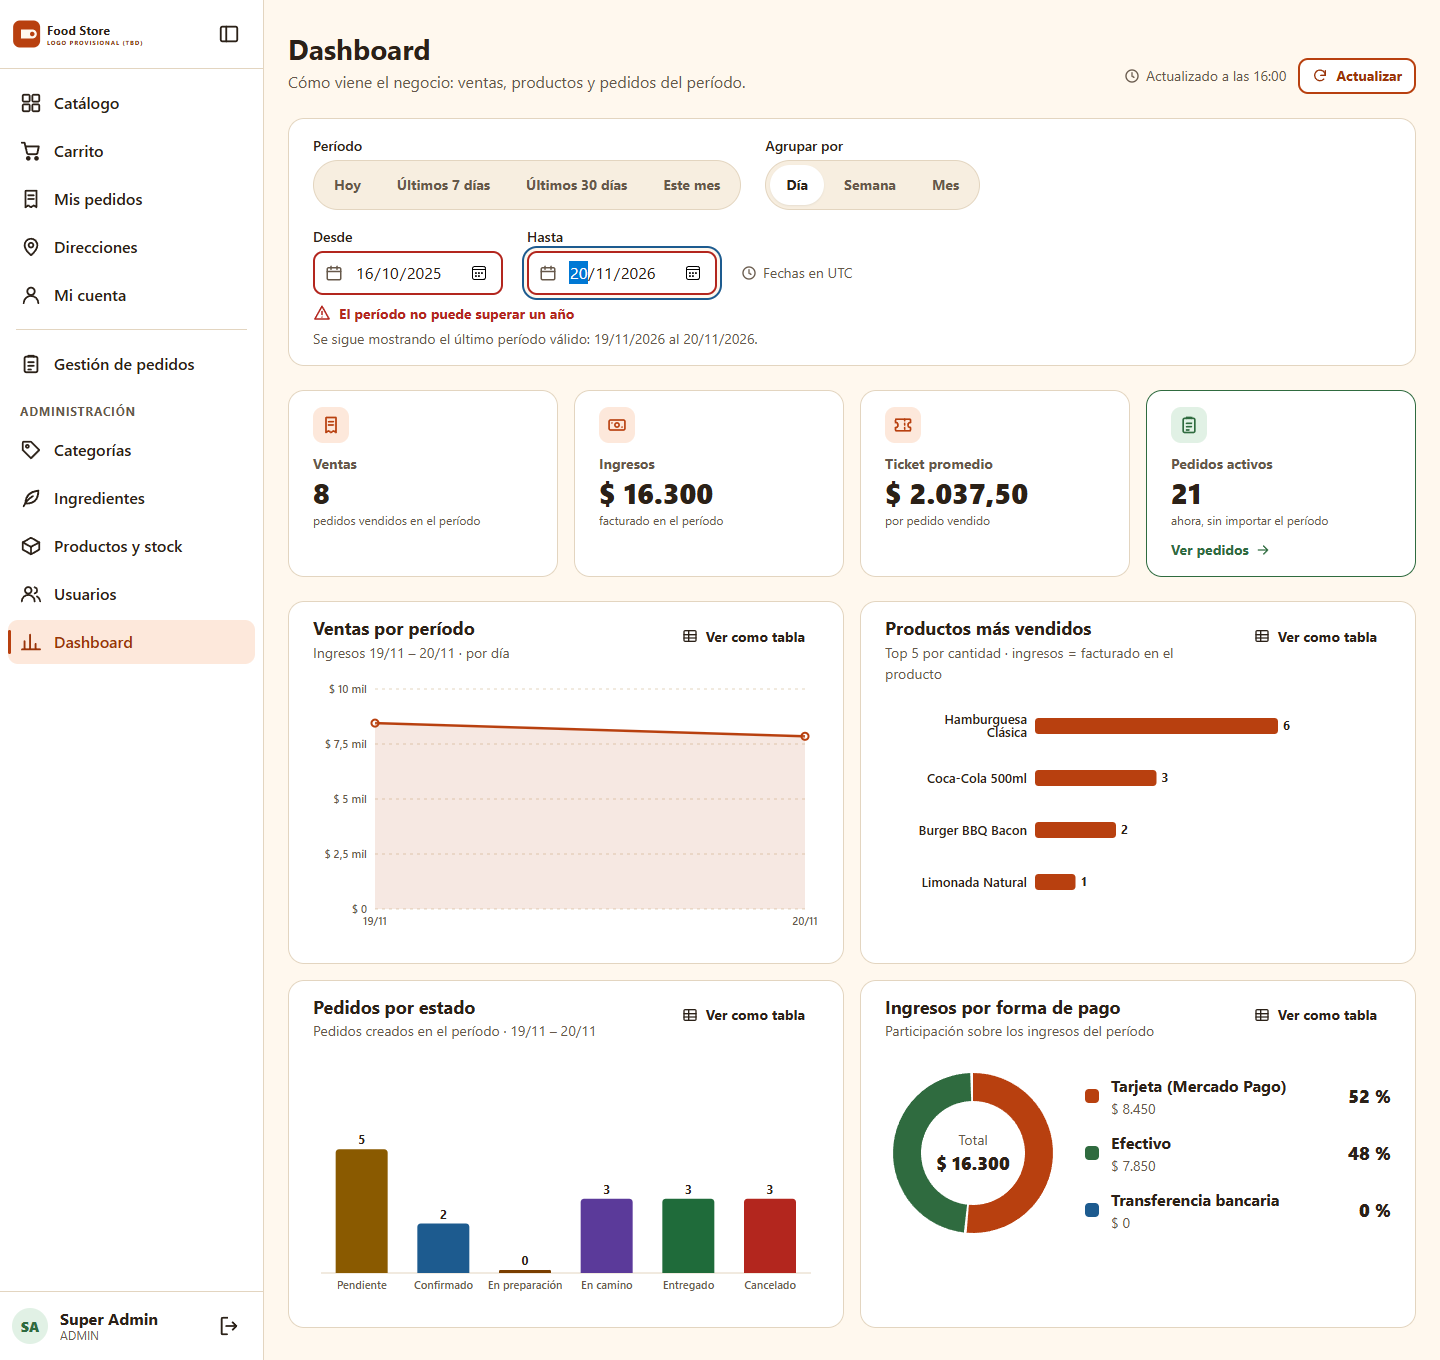 Food Store
LOGO PROVISIONAL (TBD)
Catálogo
Carrito
Mis pedidos
Direcciones
Mi cuenta
Gestión de pedidos
ADMINISTRACIÓN
Categorías
Ingredientes
Productos y stock
Usuarios
Dashboard
SA
Super Admin
ADMIN
Dashboard
Cómo viene el negocio: ventas, productos y pedidos del período.
Actualizado a las 16:00
Actualizar
Período
Hoy
Últimos 7 días
Últimos 30 días
Este mes
Agrupar por
Día
Semana
Mes
Desde
16/10/2025
Hasta
20/11/2026
Fechas en UTC
El período no puede superar un año
Se sigue mostrando el último período válido: 19/11/2026 al 20/11/2026.
Ventas
8
pedidos vendidos en el período
Ingresos
$ 16.300
facturado en el período
Ticket promedio
$ 2.037,50
por pedido vendido
Pedidos activos
21
ahora, sin importar el período
Ver pedidos
Ventas por período
Ingresos 19/11 – 20/11 · por día
Ver como tabla
$ 10 mil
$ 7,5 mil
$ 5 mil
$ 2,5 mil
$ 0
19/11
20/11
Productos más vendidos
Top 5 por cantidad · ingresos = facturado en el
producto
Ver como tabla
Hamburguesa
Clásica
6
Coca-Cola 500ml
3
Burger BBQ Bacon
2
Limonada Natural
1
Pedidos por estado
Pedidos creados en el período · 19/11 – 20/11
Ver como tabla
5
2
0
3
3
3
Pendiente
Confirmado
En preparación
En camino
Entregado
Cancelado
Ingresos por forma de pago
Participación sobre los ingresos del período
Ver como tabla
Total
$ 16.300
Tarjeta (Mercado Pago)
$ 8.450
52 %
Efectivo
$ 7.850
48 %
Transferencia bancaria
$ 0
0 %